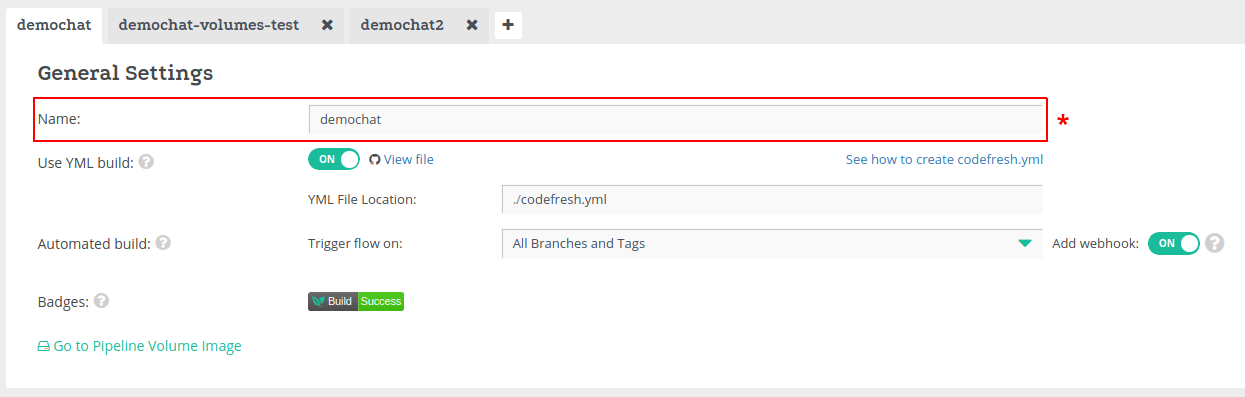 demochat demochat-volumes-test ✖ demochat2 ✖ +
General Settings
Name: demochat *
Use YML build: ? ON View file See how to create codefresh.yml
YML File Location: ./codefresh.yml
Automated build: ? Trigger flow on: All Branches and Tags Add webhook: ON ?
Badges: ? Build Success
Go to Pipeline Volume Image